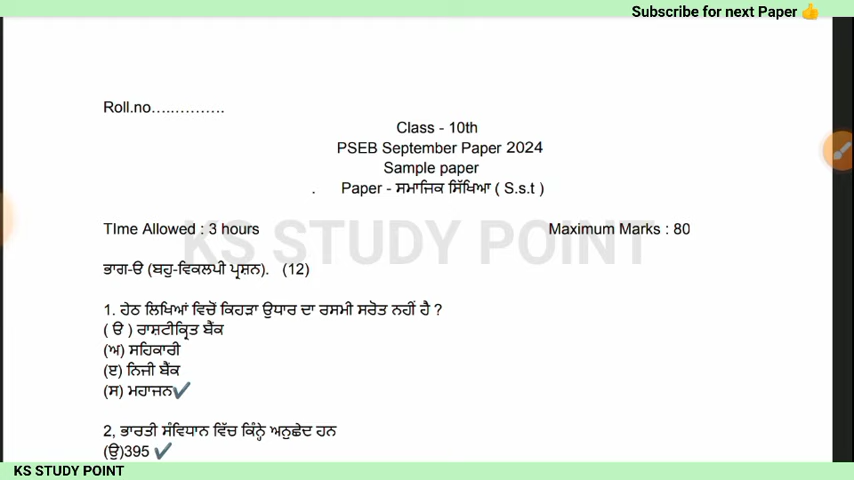 Subscribe for next Paper 👍
Roll.no..............
Class - 10th
PSEB September Paper 2024
Sample paper
. Paper - ਸਮਾਜਿਕ ਸਿੱਖਿਆ ( S.s.t )
TIme Allowed : 3 hours Maximum Marks : 80
KS STUDY POINT
ਭਾਗ-ੳ (ਬਹੁ-ਵਿਕਲਪੀ ਪ੍ਰਸ਼ਨ). (12)
1. ਹੇਠ ਲਿਖਿਆਂ ਵਿਚੋਂ ਕਿਹੜਾ ਉਧਾਰ ਦਾ ਰਸਮੀ ਸਰੋਤ ਨਹੀਂ ਹੈ ?
( ੳ ) ਰਾਸ਼ਟੀਕ੍ਰਿਤ ਬੈਂਕ
(ਅ) ਸਹਿਕਾਰੀ
(ੲ) ਨਿਜੀ ਬੈਂਕ
(ਸ) ਮਹਾਜਨ✔
2, ਭਾਰਤੀ ਸੰਵਿਧਾਨ ਵਿੱਚ ਕਿੰਨ੍ਹੇ ਅਨੁਛੇਦ ਹਨ
(ਉ)395 ✔
KS STUDY POINT